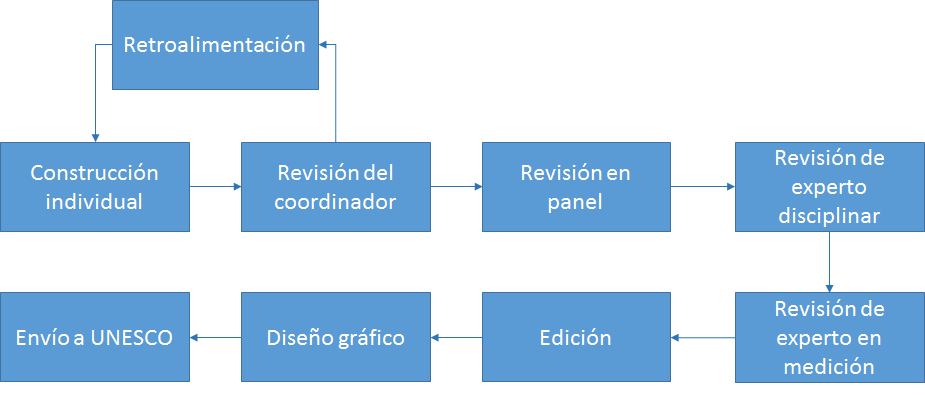 Retroalimentación
Construcción
individual
Revisión del
coordinador
Revisión en
panel
Revisión de
experto
disciplinar
Envío a UNESCO
Diseño gráfico
Edición
Revisión de
experto en
medición